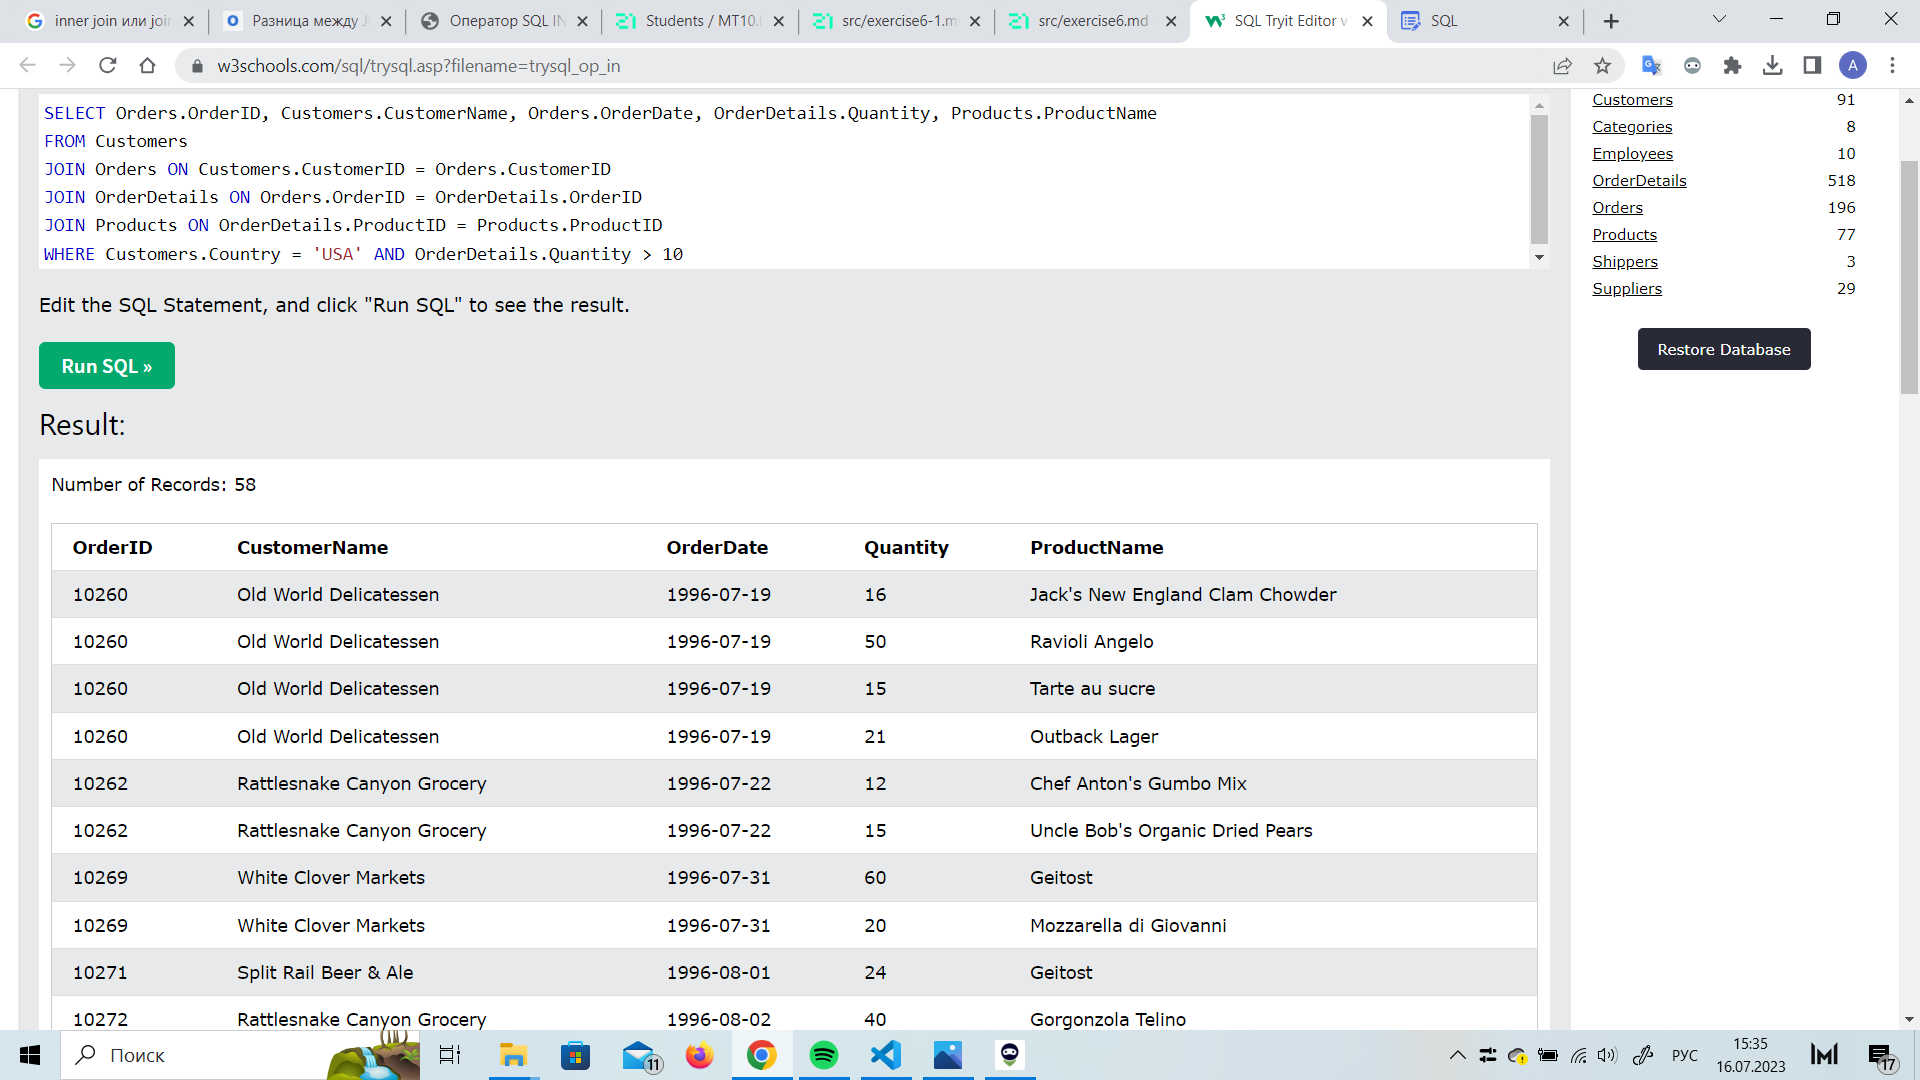 inner join или join
Разница между J
Оператор SQL IN
Students / MT10.
src/exercise6-1.m
src/exercise6.md
SQL Tryit Editor v
SQL
w3schools.com/sql/trysql.asp?filename=trysql_op_in
A
SELECT Orders.OrderID, Customers.CustomerName, Orders.OrderDate, OrderDetails.Quantity, Products.ProductName
FROM Customers
JOIN Orders ON Customers.CustomerID = Orders.CustomerID
JOIN OrderDetails ON Orders.OrderID = OrderDetails.OrderID
JOIN Products ON OrderDetails.ProductID = Products.ProductID
WHERE Customers.Country = 'USA' AND OrderDetails.Quantity > 10
Edit the SQL Statement, and click "Run SQL" to see the result.
Run SQL »
Result:
Number of Records: 58
OrderID CustomerName OrderDate Quantity ProductName
10260 Old World Delicatessen 1996-07-19 16 Jack's New England Clam Chowder
10260 Old World Delicatessen 1996-07-19 50 Ravioli Angelo
10260 Old World Delicatessen 1996-07-19 15 Tarte au sucre
10260 Old World Delicatessen 1996-07-19 21 Outback Lager
10262 Rattlesnake Canyon Grocery 1996-07-22 12 Chef Anton's Gumbo Mix
10262 Rattlesnake Canyon Grocery 1996-07-22 15 Uncle Bob's Organic Dried Pears
10269 White Clover Markets 1996-07-31 60 Geitost
10269 White Clover Markets 1996-07-31 20 Mozzarella di Giovanni
10271 Split Rail Beer & Ale 1996-08-01 24 Geitost
10272 Rattlesnake Canyon Grocery 1996-08-02 40 Gorgonzola Telino
Customers 91
Categories 8
Employees 10
OrderDetails 518
Orders 196
Products 77
Shippers 3
Suppliers 29
Restore Database
Поиск
11
РУС
15:35
16.07.2023
17